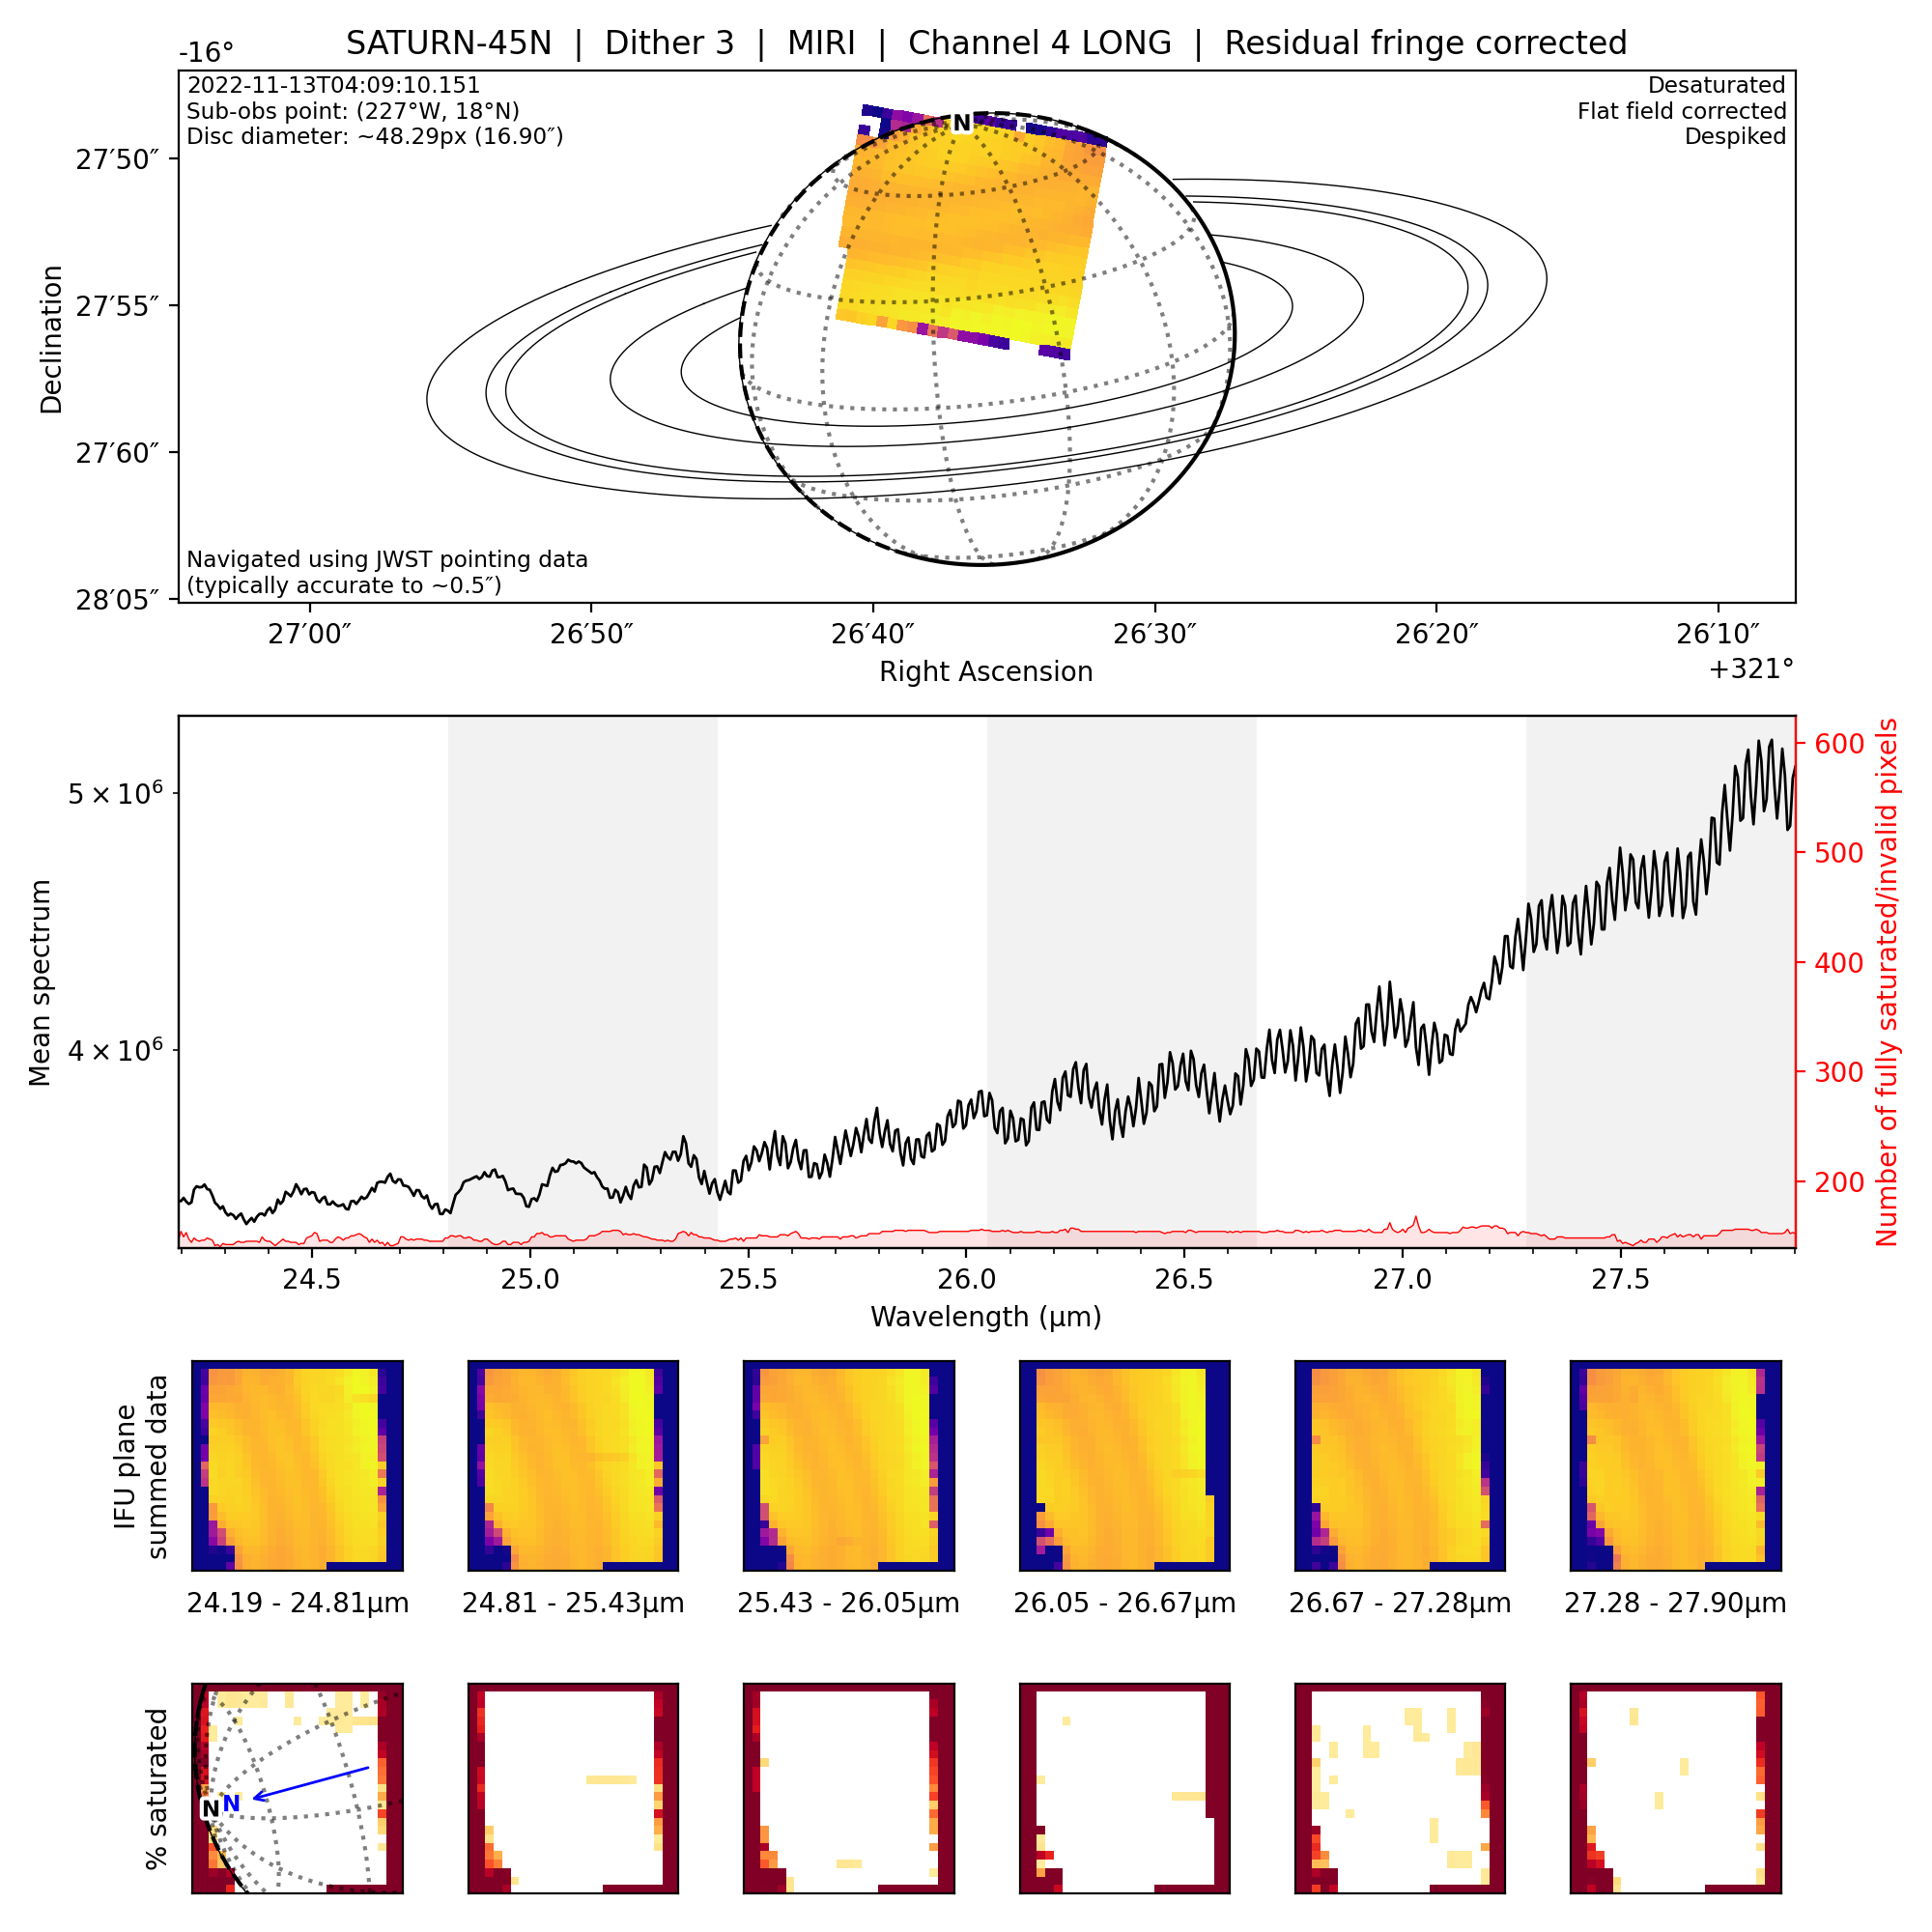 SATURN-45N | Dither 3 | MIRI | Channel 4 LONG | Residual fringe corrected
-16°
2022-11-13T04:09:10.151
Sub-obs point: (227°W, 18°N)
Disc diameter: ~48.29px (16.90″)
Desaturated
Flat field corrected
Despiked
N
27′50″
27′55″
27′60″
28′05″
Declination
Navigated using JWST pointing data
(typically accurate to ~0.5″)
27′00″
26′50″
26′40″
26′30″
26′20″
26′10″
Right Ascension
+321°
Mean spectrum
5 × 10⁶
4 × 10⁶
600
500
400
300
200
Number of fully saturated/invalid pixels
24.5
25.0
25.5
26.0
26.5
27.0
27.5
Wavelength (µm)
IFU plane
summed data
24.19 - 24.81µm
24.81 - 25.43µm
25.43 - 26.05µm
26.05 - 26.67µm
26.67 - 27.28µm
27.28 - 27.90µm
% saturated
N
N